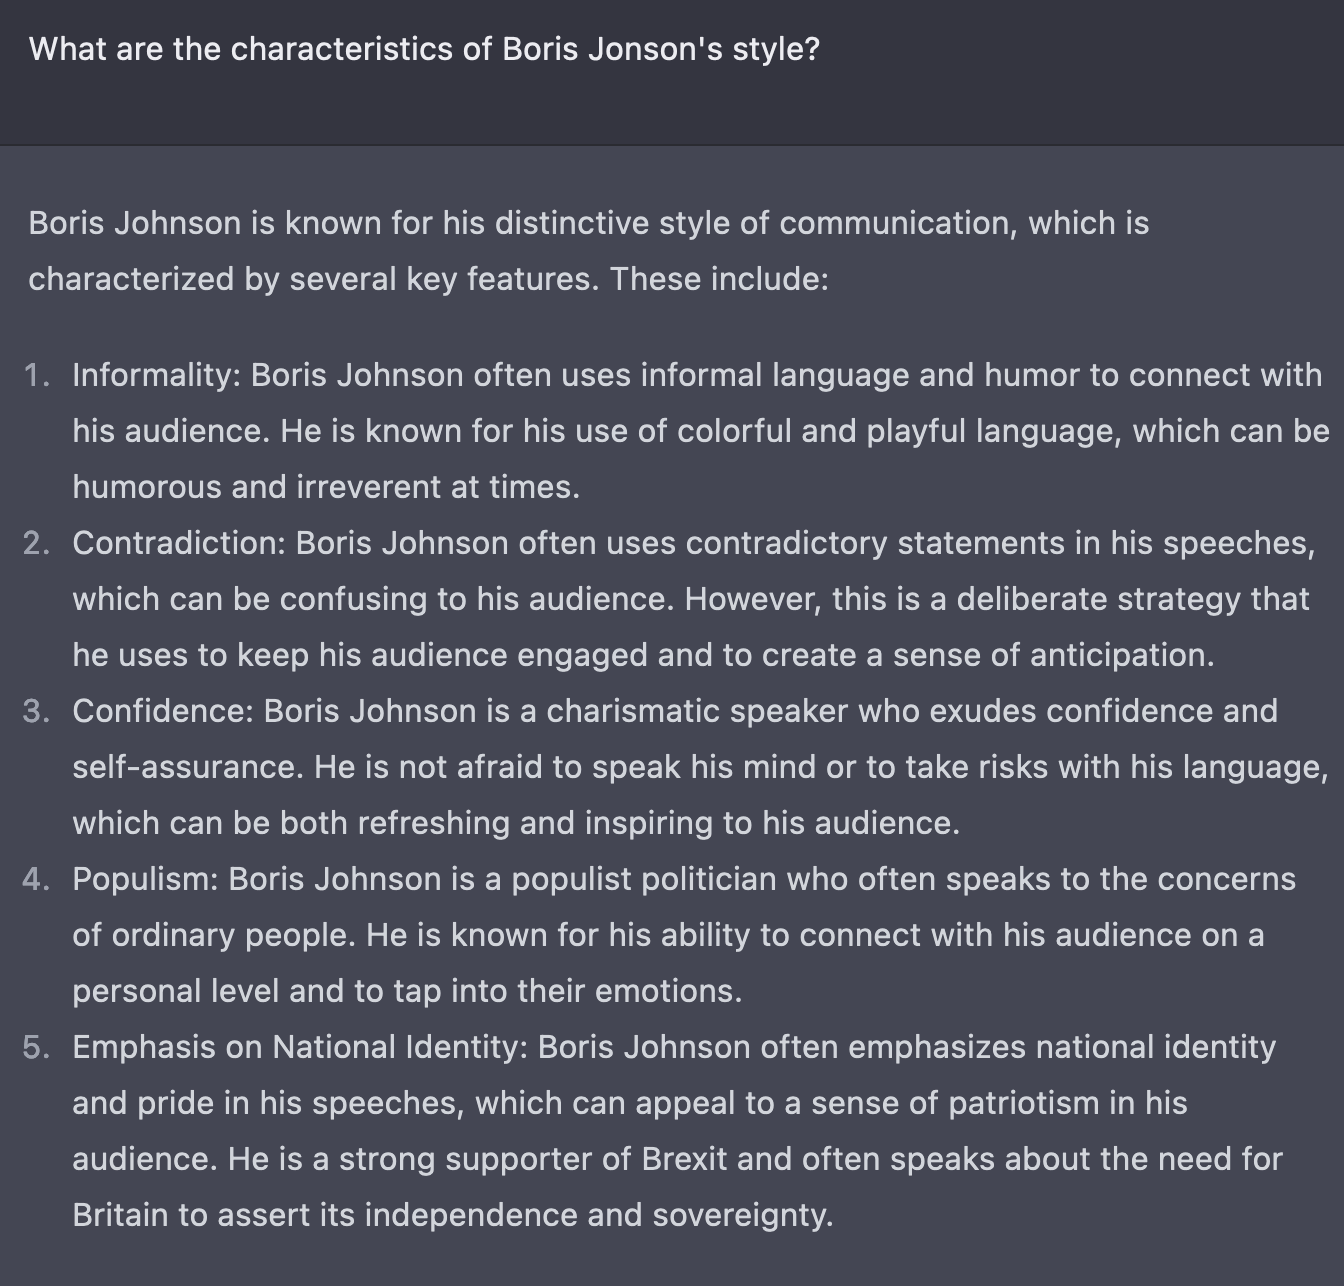 What are the characteristics of Boris Jonson's style?
Boris Johnson is known for his distinctive style of communication, which is
characterized by several key features. These include:
1. Informality: Boris Johnson often uses informal language and humor to connect with
his audience. He is known for his use of colorful and playful language, which can be
humorous and irreverent at times.
2. Contradiction: Boris Johnson often uses contradictory statements in his speeches,
which can be confusing to his audience. However, this is a deliberate strategy that
he uses to keep his audience engaged and to create a sense of anticipation.
3. Confidence: Boris Johnson is a charismatic speaker who exudes confidence and
self-assurance. He is not afraid to speak his mind or to take risks with his language,
which can be both refreshing and inspiring to his audience.
4. Populism: Boris Johnson is a populist politician who often speaks to the concerns
of ordinary people. He is known for his ability to connect with his audience on a
personal level and to tap into their emotions.
5. Emphasis on National Identity: Boris Johnson often emphasizes national identity
and pride in his speeches, which can appeal to a sense of patriotism in his
audience. He is a strong supporter of Brexit and often speaks about the need for
Britain to assert its independence and sovereignty.